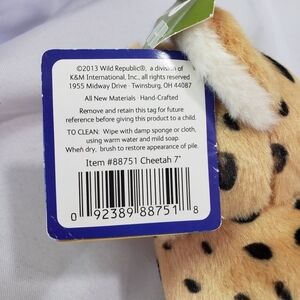 ©2013 Wild Republic®, a division of
K&M International, Inc., all rights reserved
1955 Midway Drive · Twinsburg, OH 44087
All New Materials · Hand-Crafted
Remove and retain this tag for future
reference before giving this product to a child.
TO CLEAN: Wipe with damp sponge or cloth,
using warm water and mild soap.
When dry, brush to restore appearance of pile.
Item #88751 Cheetah 7"
0 92389 88751 8